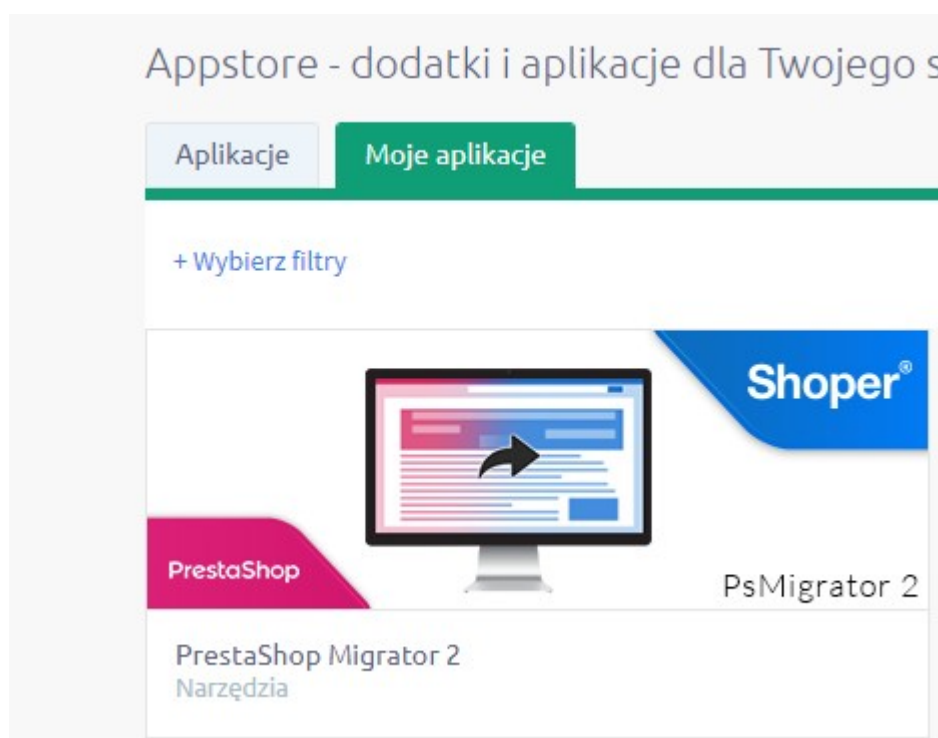 Appstore - dodatki i aplikacje dla Twojego
Aplikacje
Moje aplikacje
+ Wybierz filtry
Shoper®
PrestaShop
PsMigrator 2
PrestaShop Migrator 2
Narzędzia